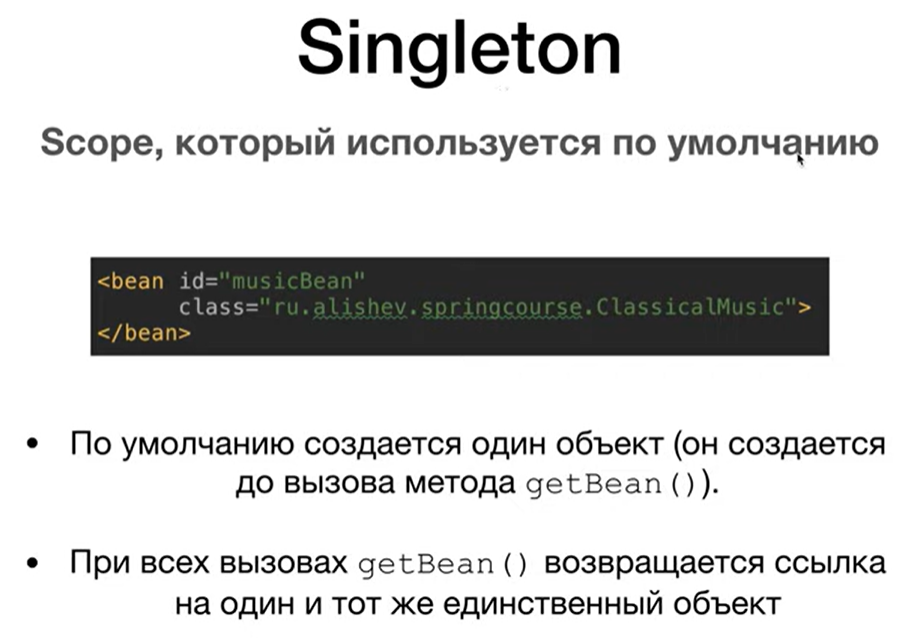 Singleton
Scope, который используется по умолчанию
<bean id="musicBean"
class="ru.alishev.springcourse.ClassicalMusic">
</bean>
• По умолчанию создается один объект (он создается
до вызова метода getBean()).
• При всех вызовах getBean() возвращается ссылка
на один и тот же единственный объект